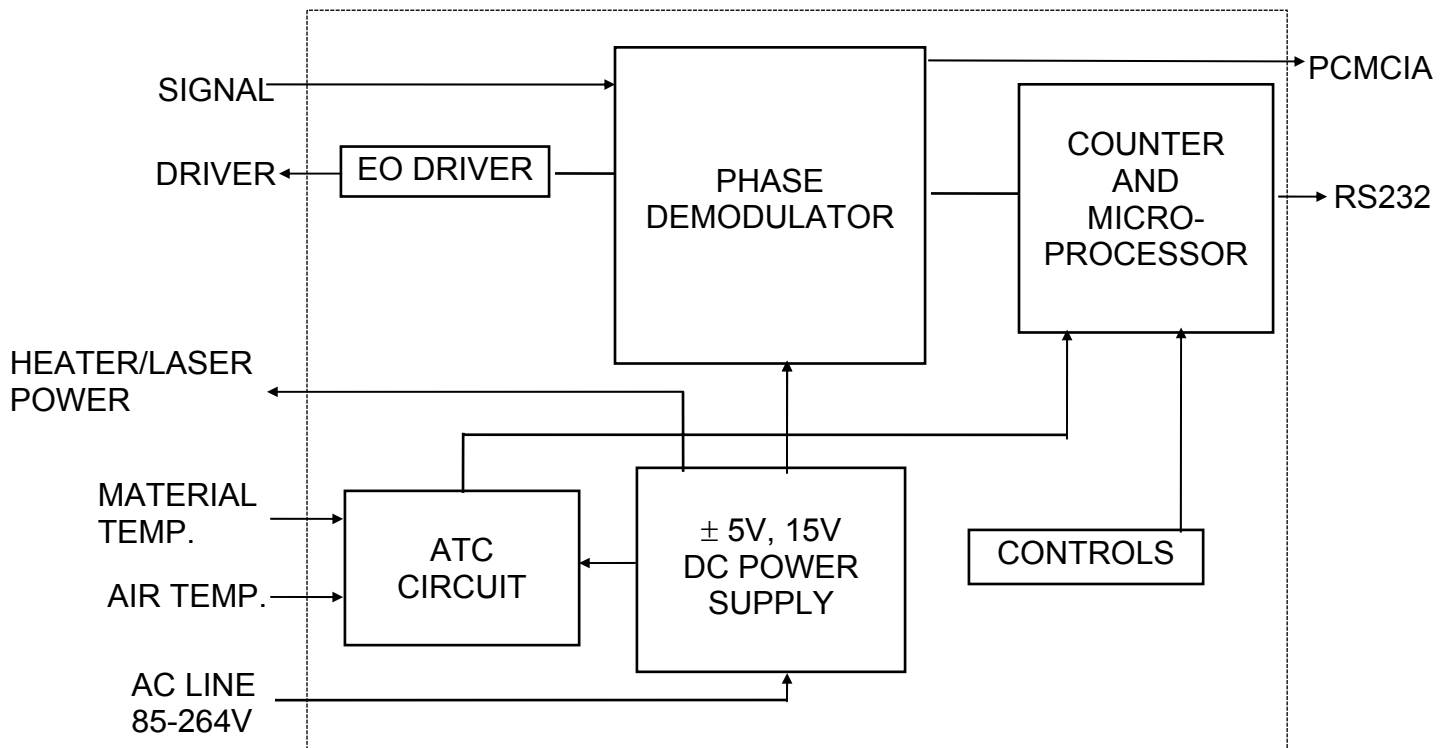 SIGNAL
PCMCIA
DRIVER
EO DRIVER
PHASE
DEMODULATOR
COUNTER
AND
MICRO-
PROCESSOR
RS232
HEATER/LASER
POWER
MATERIAL
TEMP.
AIR TEMP.
ATC
CIRCUIT
± 5V, 15V
DC POWER
SUPPLY
CONTROLS
AC LINE
85-264V